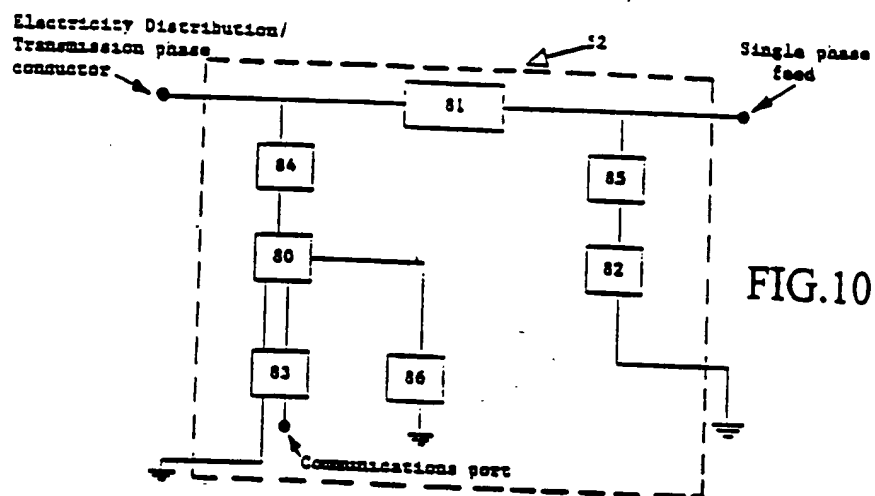 Electricity Distribution/
Transmission phase
conductor
52
Single phase
feed
81
84
85
80
82
FIG.10
83
86
Communications port